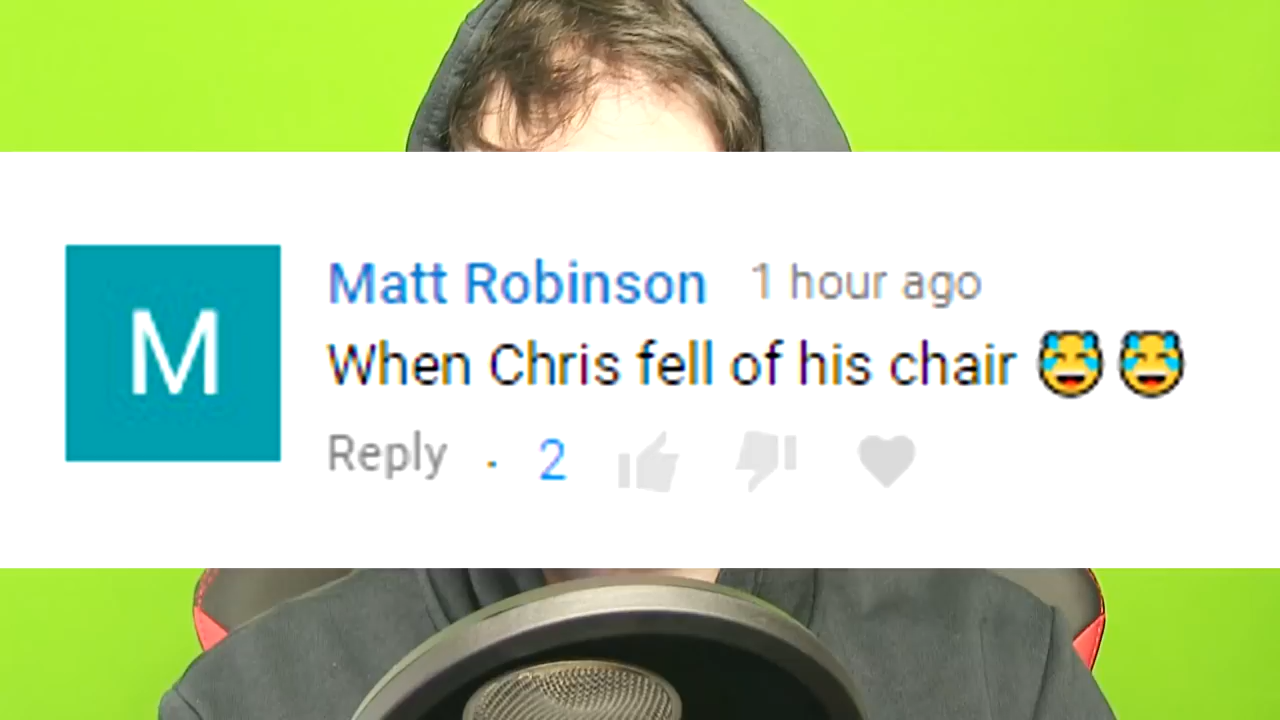 M
Matt Robinson 1 hour ago
When Chris fell of his chair 😅😅
Reply · 2